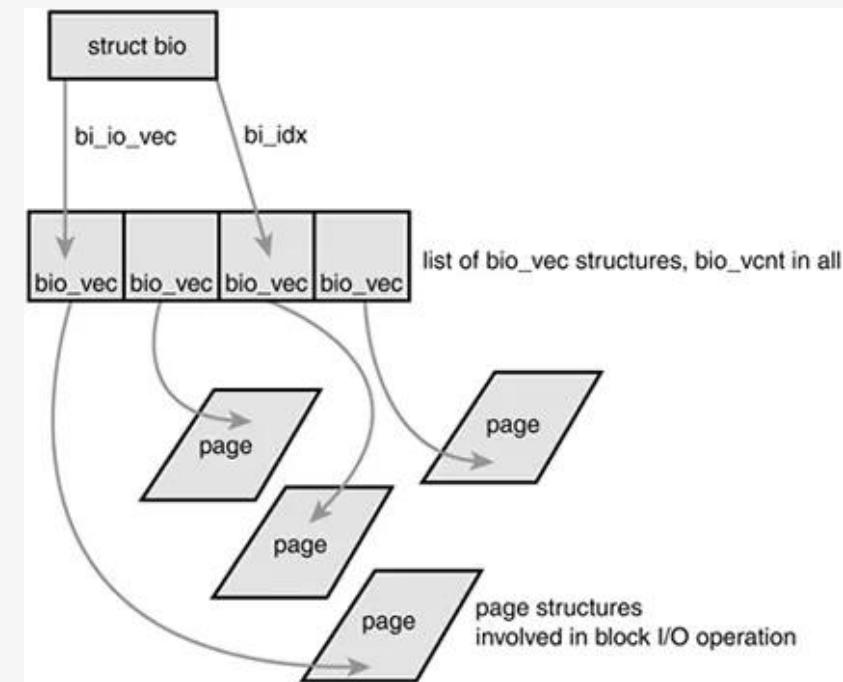 struct bio
bi_io_vec
bi_idx
list of bio_vec structures, bio_vcnt in all
bio_vec
bio_vec
bio_vec
bio_vec
page
page
page
page
page structures
involved in block I/O operation